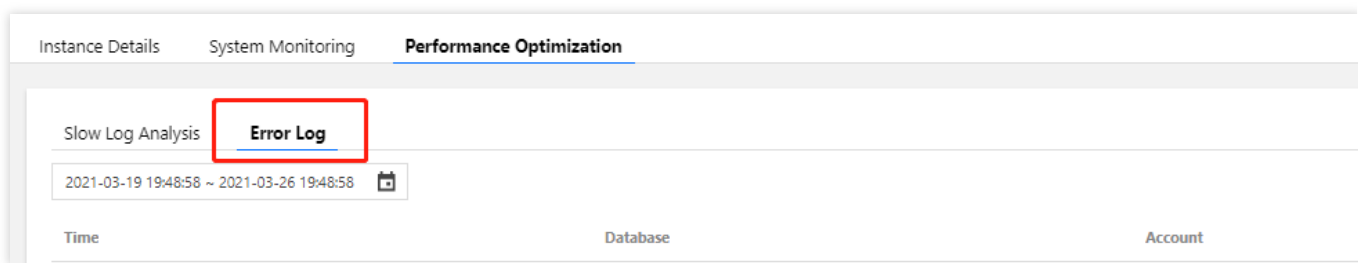 Instance Details System Monitoring Performance Optimization
Slow Log Analysis Error Log
2021-03-19 19:48:58 ~ 2021-03-26 19:48:58
Time Database Account